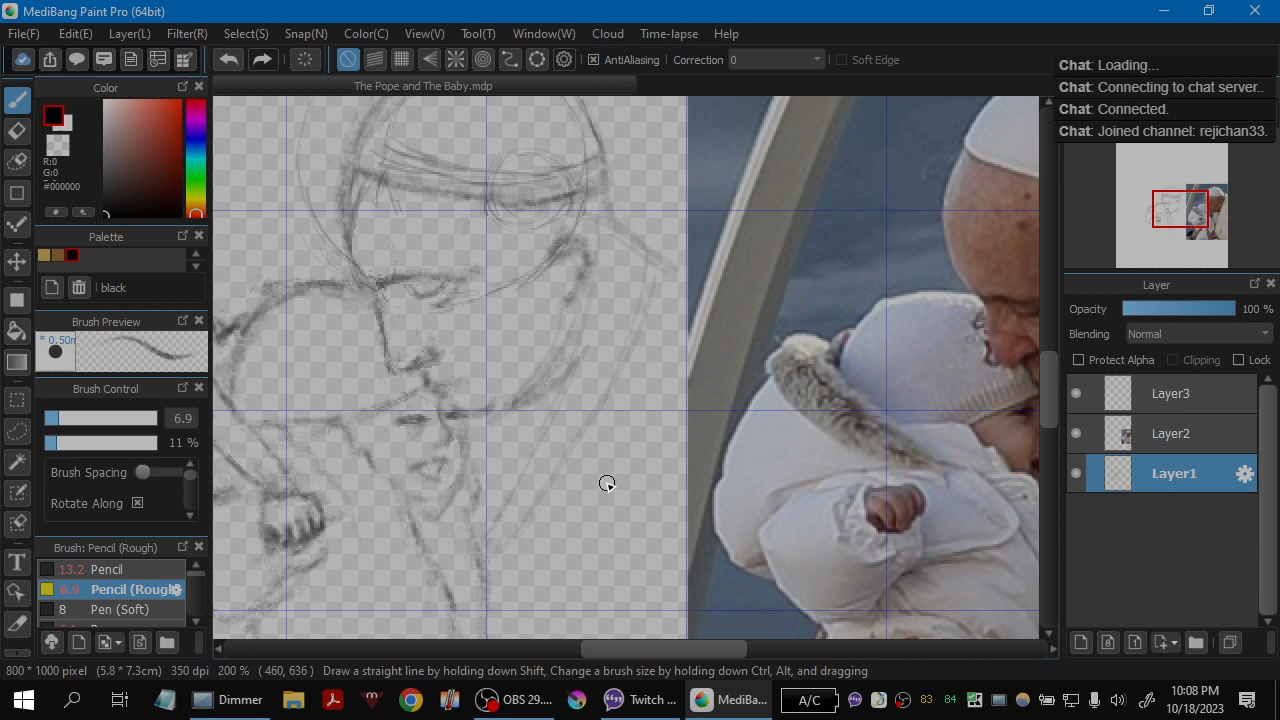 MediBang Paint Pro (64bit)
File(F) Edit(E) Layer(L) Filter(R) Select(S) Snap(N) Color(C) View(V) Tool(T) Window(W) Cloud Time-lapse Help
AntiAliasing Correction 0 Soft Edge
Color
The Pope and The Baby.mdp
Chat: Loading...
Chat: Connecting to chat server..
Chat: Connected.
Chat: Joined channel: rejichan33.
R:0
G:0
#000000
Palette
black
Brush Preview
* 0.50m
Brush Control
6.9
11 %
Brush Spacing
Rotate Along
Brush: Pencil (Rough)
13.2 Pencil
6.9 Pencil (Rough
8 Pen (Soft)
Layer
Opacity 100 %
Blending Normal
Protect Alpha Clipping Lock
Layer3
Layer2
Layer1
T
800 * 1000 pixel (5.8 * 7.3cm) 350 dpi 200 % ( 460, 636 ) Draw a straight line by holding down Shift, Change a brush size by holding down Ctrl, Alt, and dragging
Dimmer OBS 29.... Twitch ... MediBa... A/C 83 84 10:08 PM
10/18/2023